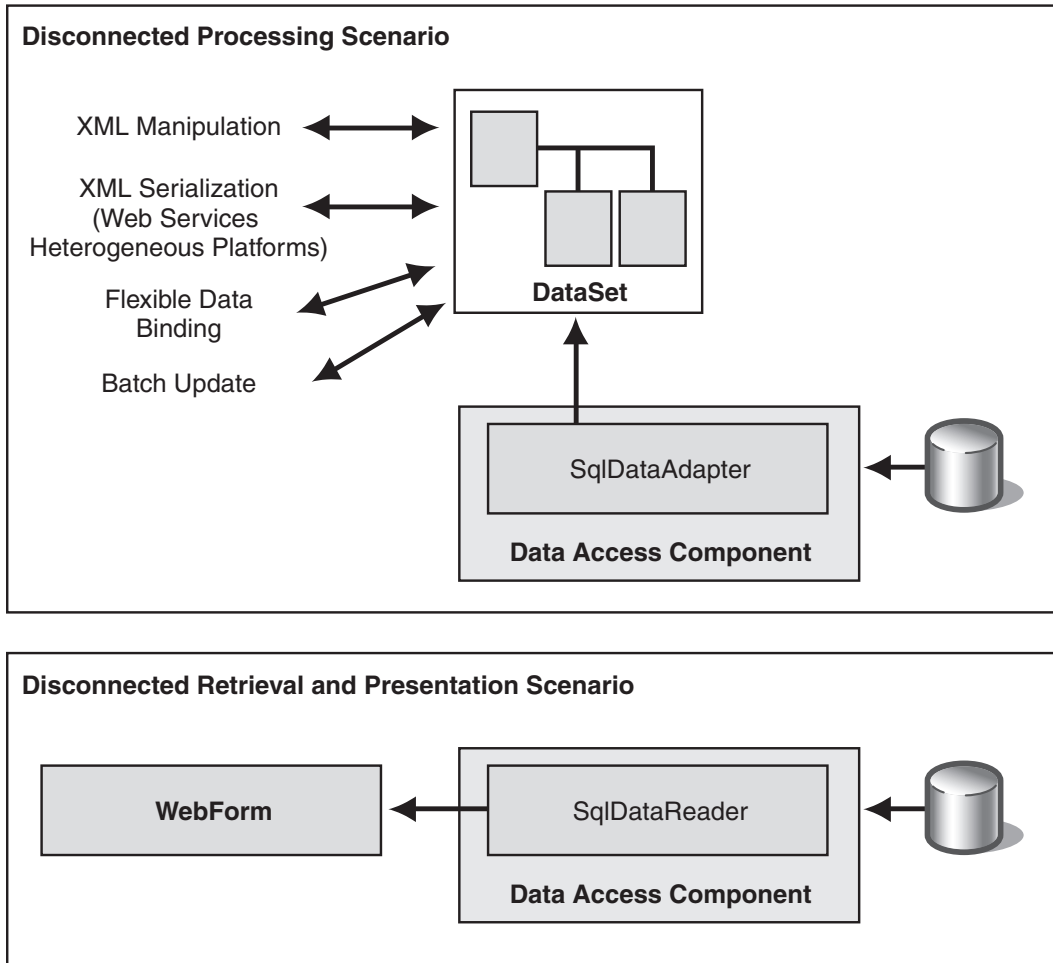 Disconnected Processing Scenario
XML Manipulation
XML Serialization
(Web Services
Heterogeneous Platforms)
Flexible Data
Binding
Batch Update
DataSet
SqlDataAdapter
Data Access Component
Disconnected Retrieval and Presentation Scenario
WebForm
SqlDataReader
Data Access Component